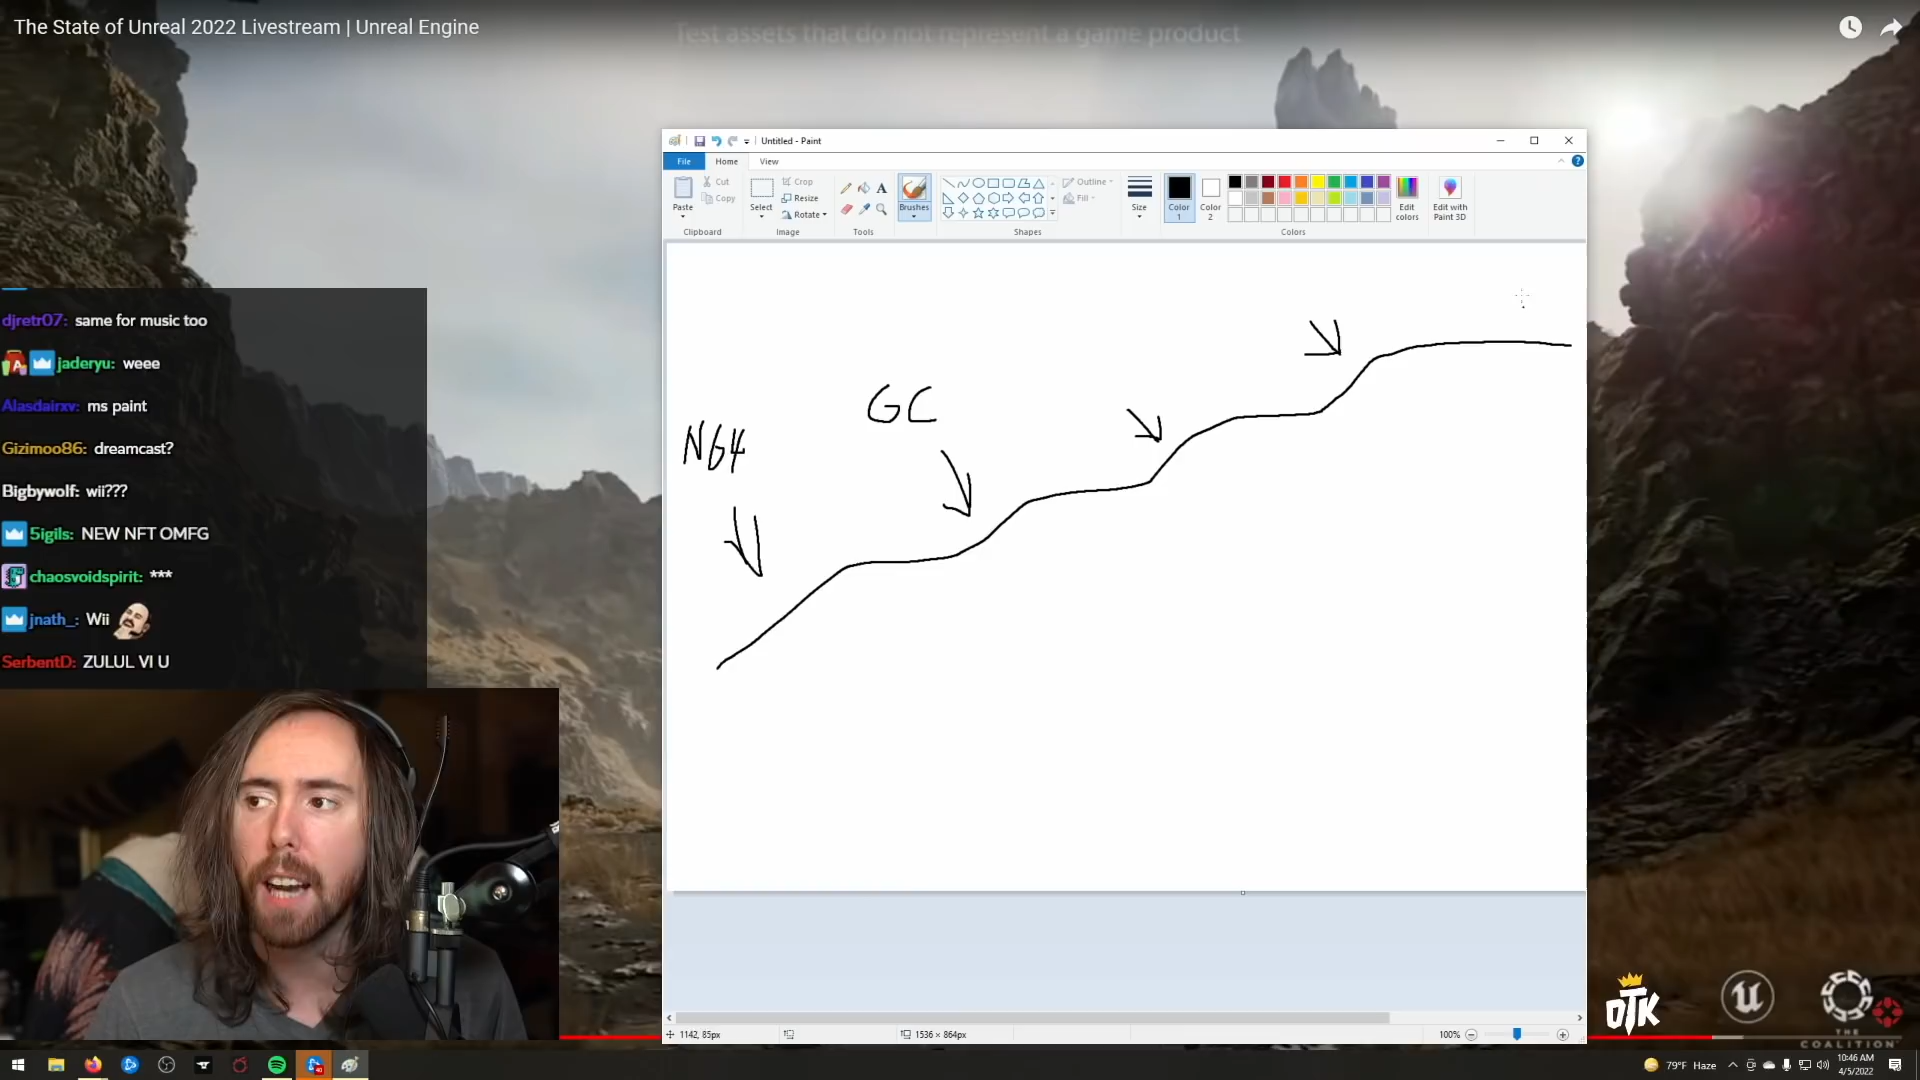 The State of Unreal 2022 Livestream | Unreal Engine
Test assets that do not represent a game product
Untitled - Paint
File
Home
View
Paste
Cut
Copy
Clipboard
Select
Crop
Resize
Rotate
Image
A
Tools
Brushes
Shapes
Outline
Fill
Size
Color
1
Color
2
Edit
colors
Edit with
Paint 3D
Colors
N64
GC
djretr07: same for music too
jaderyu: weee
Alasdairxv: ms paint
Gizimoo86: dreamcast?
Bigbywolf: wii???
5igils: NEW NFT OMFG
chaosvoidspirit: ***
jnath_: Wii
SerbentD: ZULUL VI U
1142, 85px
1536 × 864px
100%
OTK
THE
COALITION
79°F Haze
10:46 AM
4/5/2022